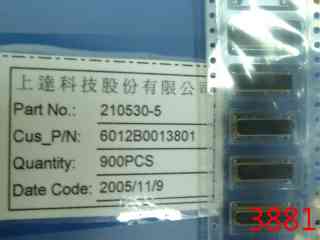 上達科技股份有限公司
Part No.: 210530-5
Cus_P/N: 6012B0013801
Quantity: 900PCS
Date Code: 2005/11/9
3881